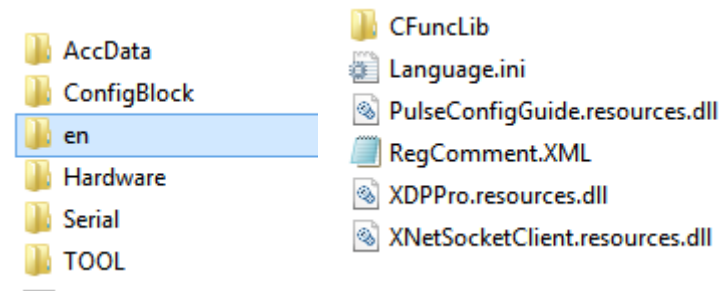 AccData
ConfigBlock
en
Hardware
Serial
TOOL
CFuncLib
Language.ini
PulseConfigGuide.resources.dll
RegComment.XML
XDPPro.resources.dll
XNetSocketClient.resources.dll